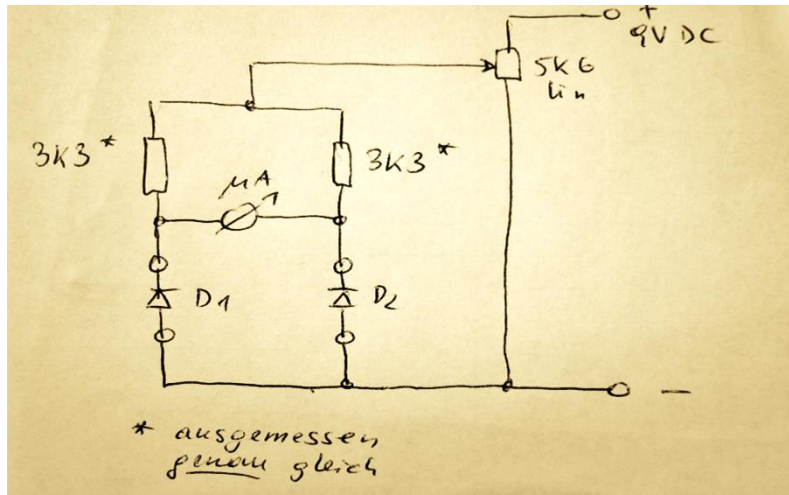 +
9V DC
5K6
lin
3K3*
3K3*
µA
D1
D2
-
* ausgemessen
genau gleich